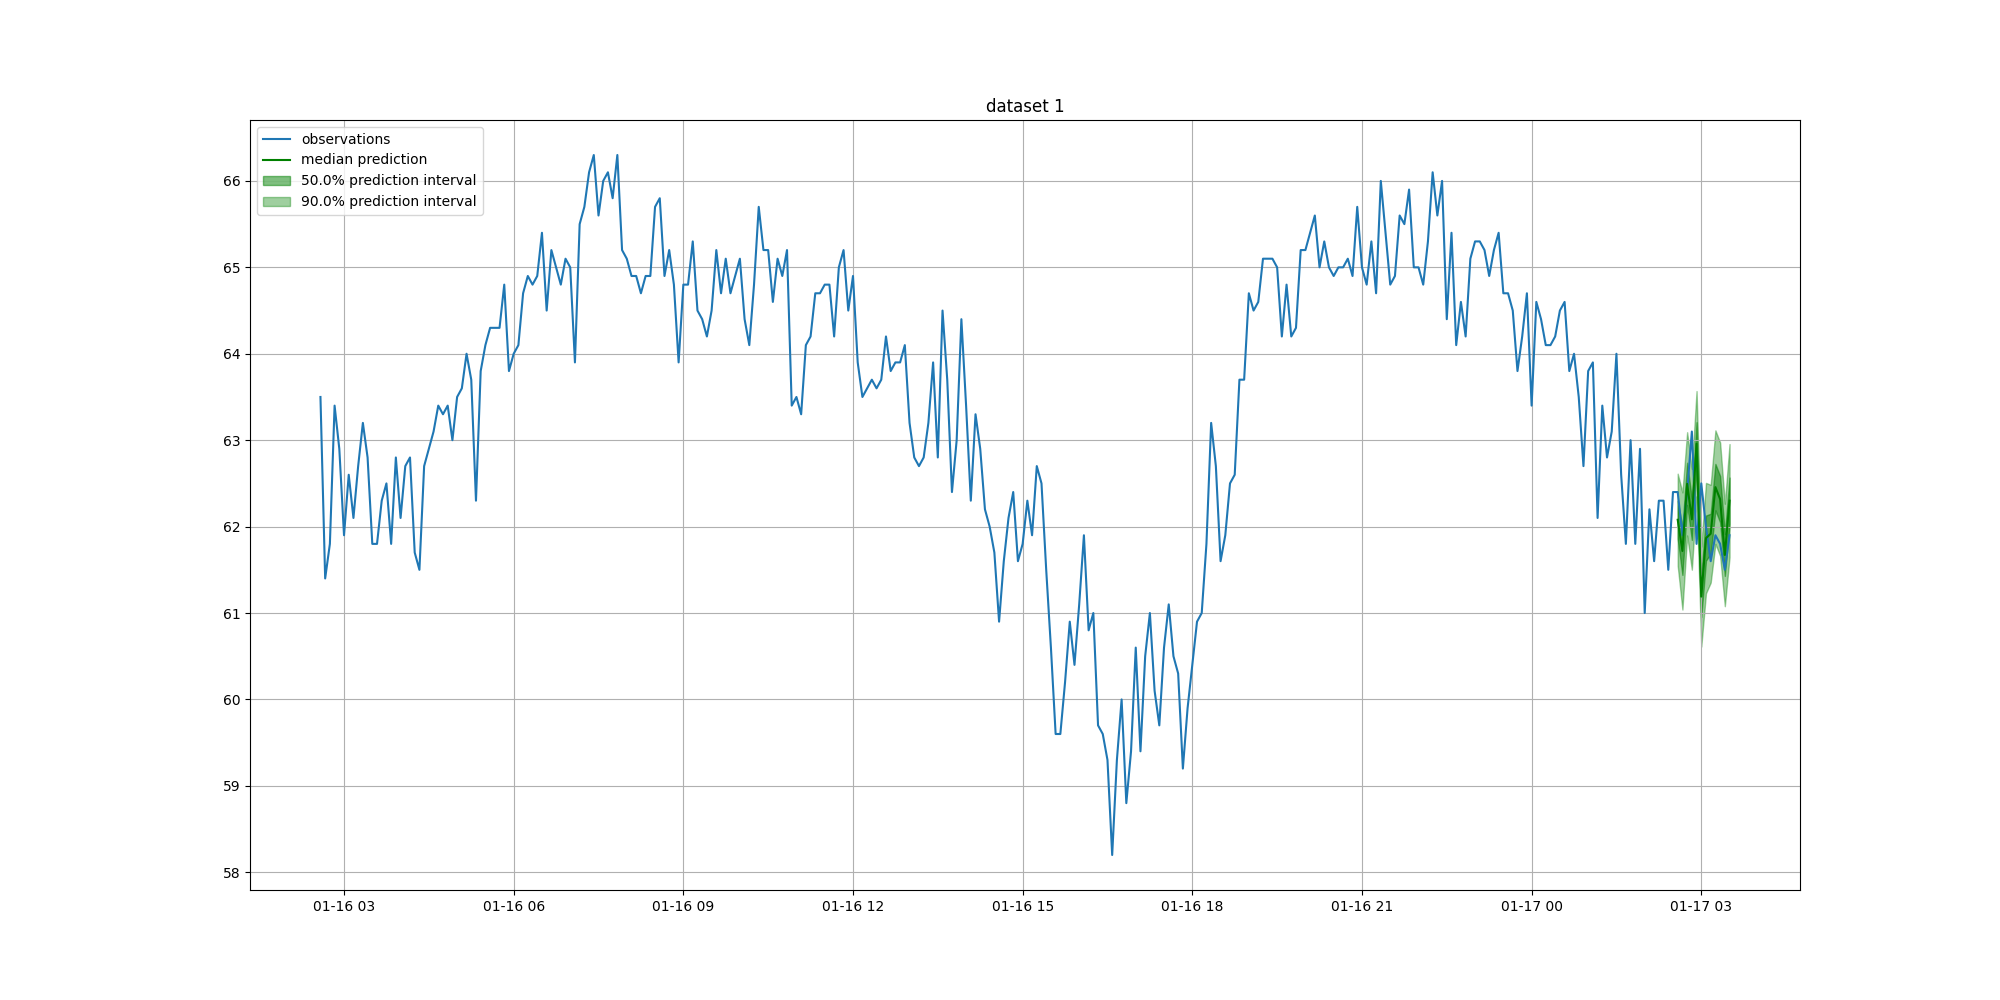 dataset 1
observations
median prediction
50.0% prediction interval
90.0% prediction interval
66
65
64
63
62
61
60
59
58
01-16 03 01-16 06 01-16 09 01-16 12 01-16 15 01-16 18 01-16 21 01-17 00 01-17 03